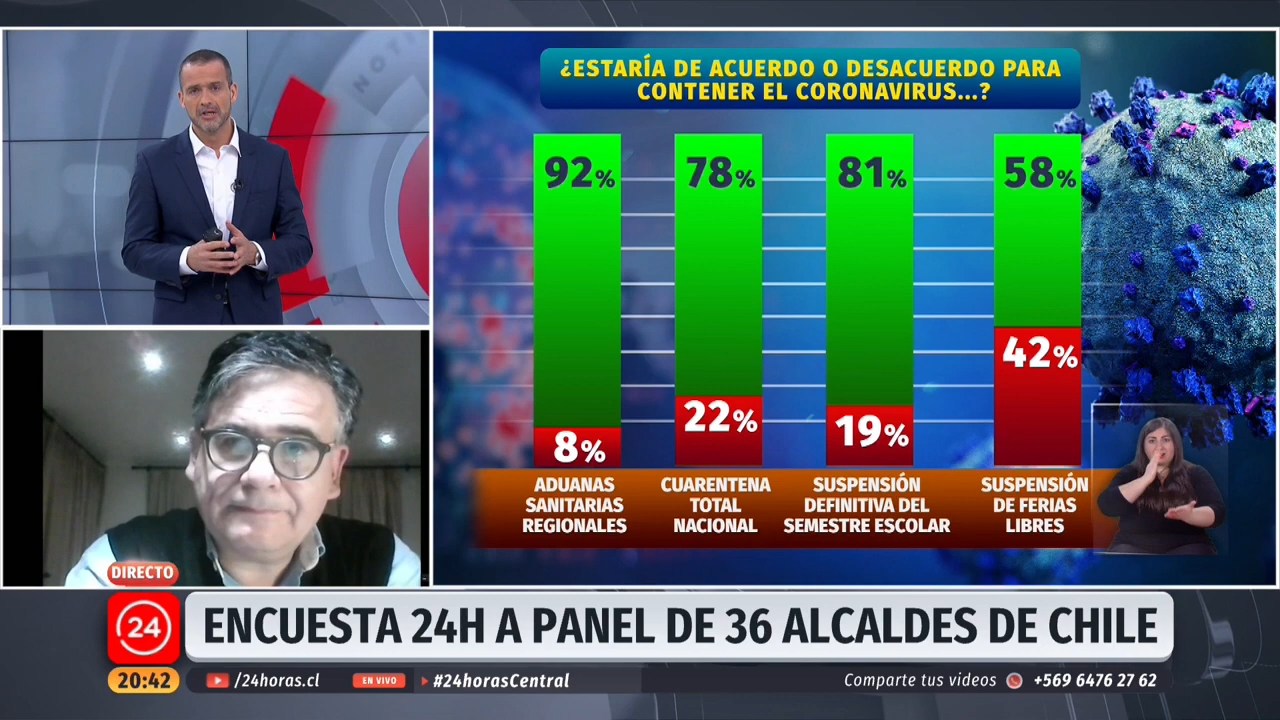 NOTI
¿ESTARÍA DE ACUERDO O DESACUERDO PARA
CONTENER EL CORONAVIRUS...?
92%
78%
81%
58%
8%
22%
19%
42%
ADUANAS
SANITARIAS
REGIONALES
CUARENTENA
TOTAL
NACIONAL
SUSPENSIÓN
DEFINITIVA DEL
SEMESTRE ESCOLAR
SUSPENSIÓN
DE FERIAS
LIBRES
DIRECTO
24
ENCUESTA 24H A PANEL DE 36 ALCALDES DE CHILE
20:42
/24horas.cl
EN VIVO
#24horasCentral
Comparte tus videos
+569 6476 27 62